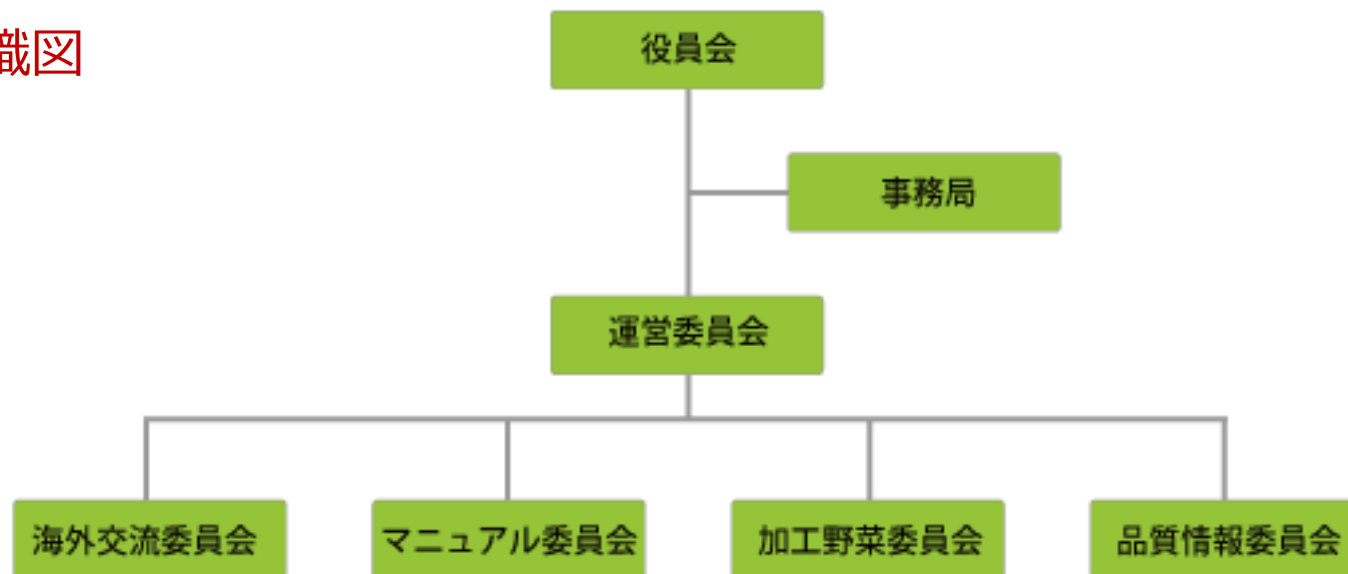 織図
役員会
事務局
運営委員会
海外交流委員会
マニュアル委員会
加工野菜委員会
品質情報委員会